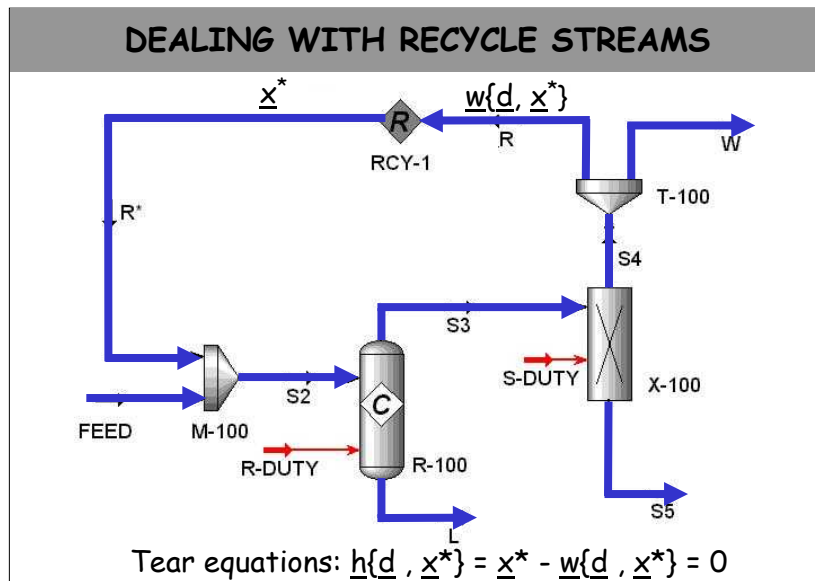 DEALING WITH RECYCLE STREAMS
x*
w{d, x*}
R
R
W
RCY-1
T-100
R*
S4
S3
S2
S-DUTY
X-100
C
FEED
M-100
R-DUTY
R-100
S5
L
Tear equations: h{d , x*} = x* - w{d , x*} = 0